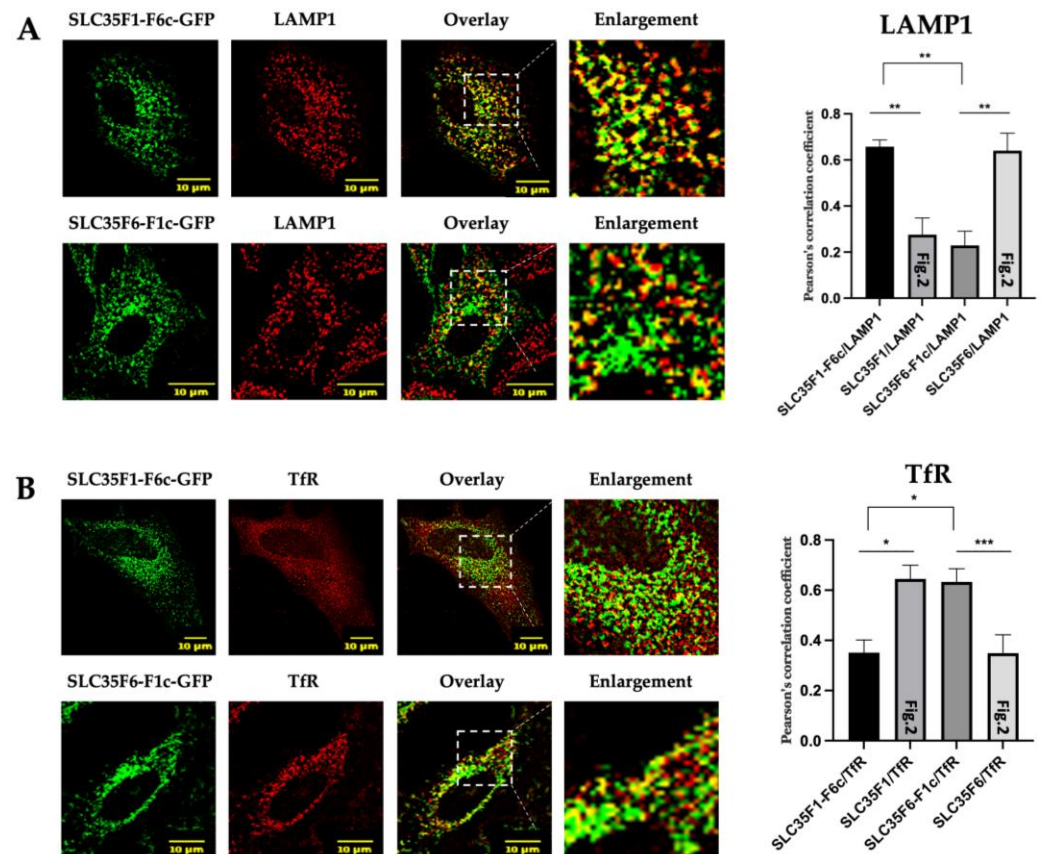 A
SLC35F1-F6c-GFP LAMP1 Overlay Enlargement
10 μm 10 μm 10 μm
SLC35F6-F1c-GFP LAMP1 Overlay Enlargement
10 μm 10 μm 10 μm
LAMP1
**
** **
Pearson's correlation coefficient
0.8
0.6
0.4
0.2
0.0
Fig.2 Fig.2
SLC35F1-F6c/LAMP1
SLC35F1/LAMP1
SLC35F6-F1c/LAMP1
SLC35F6/LAMP1
B
SLC35F1-F6c-GFP TfR Overlay Enlargement
10 μm 10 μm 10 μm
SLC35F6-F1c-GFP TfR Overlay Enlargement
10 μm 10 μm 10 μm
TfR
*
* ***
Pearson's correlation coefficient
0.8
0.6
0.4
0.2
0.0
Fig.2 Fig.2
SLC35F1-F6c/TfR
SLC35F1/TfR
SLC35F6-F1c/TfR
SLC35F6/TfR